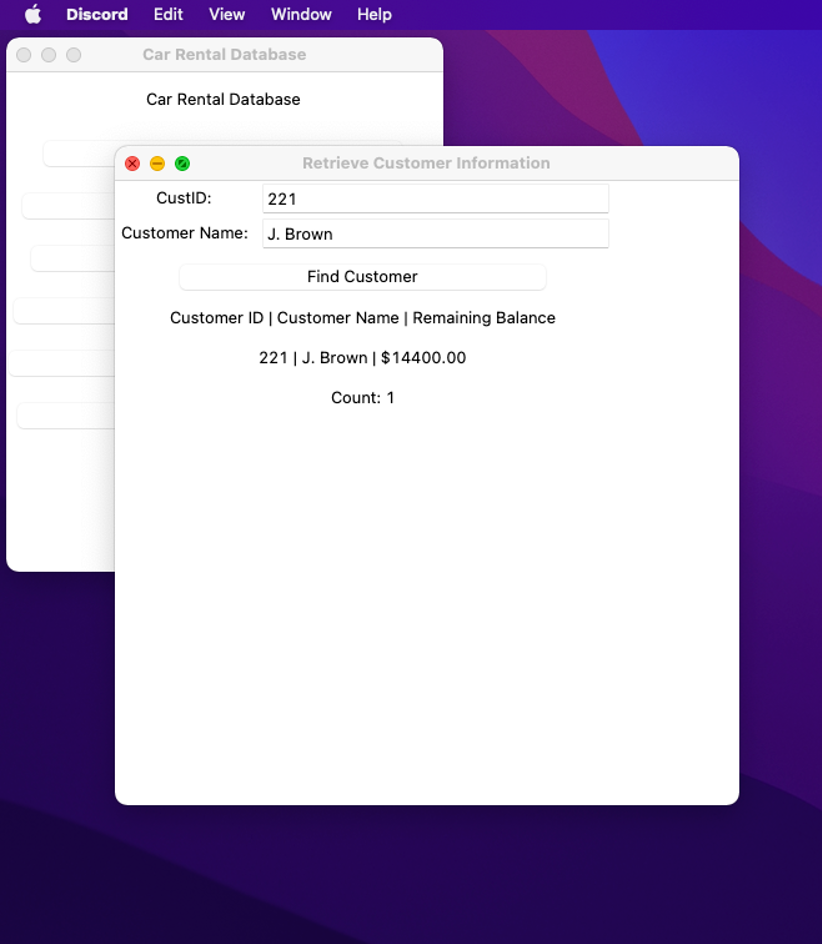 Discord Edit View Window Help
Car Rental Database
Car Rental Database
Retrieve Customer Information
CustID: 221
Customer Name: J. Brown
Find Customer
Customer ID | Customer Name | Remaining Balance
221 | J. Brown | $14400.00
Count: 1